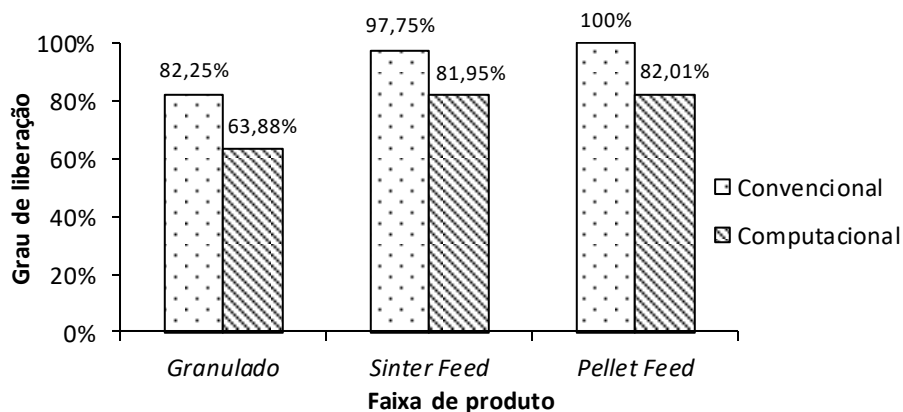 Grau de liberação
100%
80%
60%
40%
20%
0%
82,25%
63,88%
97,75%
81,95%
100%
82,01%
Convencional
Computacional
Granulado
Sinter Feed
Pellet Feed
Faixa de produto